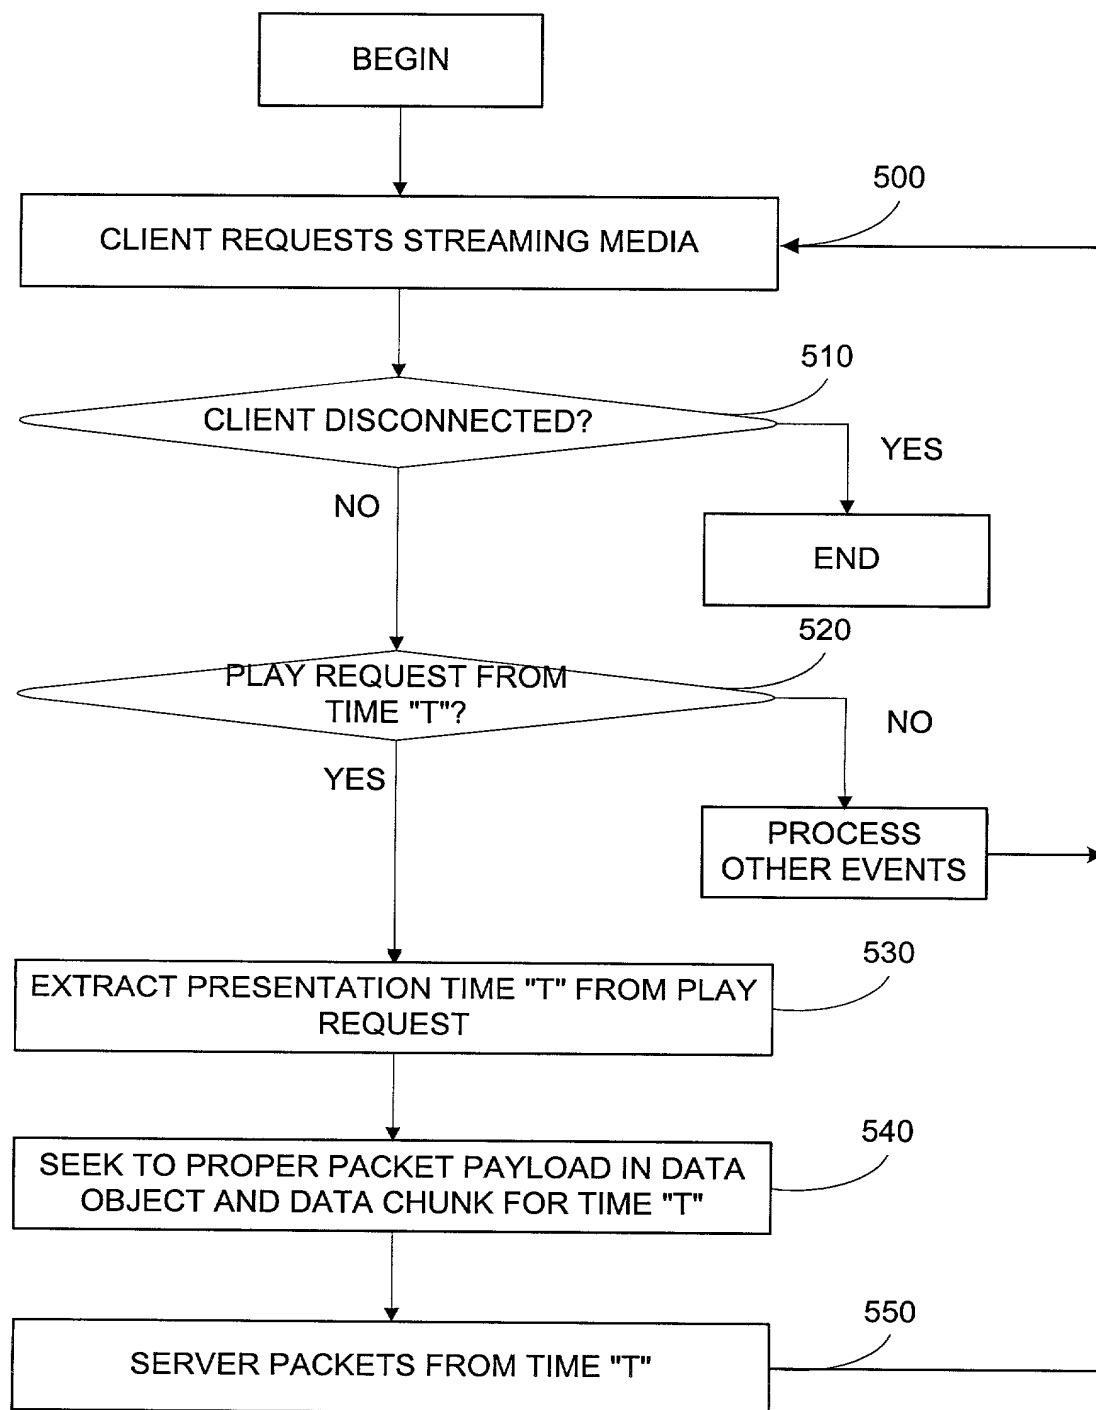 BEGIN
500
CLIENT REQUESTS STREAMING MEDIA
510
CLIENT DISCONNECTED?
YES
NO
END
520
PLAY REQUEST FROM
TIME "T"?
NO
YES
PROCESS
OTHER EVENTS
530
EXTRACT PRESENTATION TIME "T" FROM PLAY
REQUEST
540
SEEK TO PROPER PACKET PAYLOAD IN DATA
OBJECT AND DATA CHUNK FOR TIME "T"
550
SERVER PACKETS FROM TIME "T"